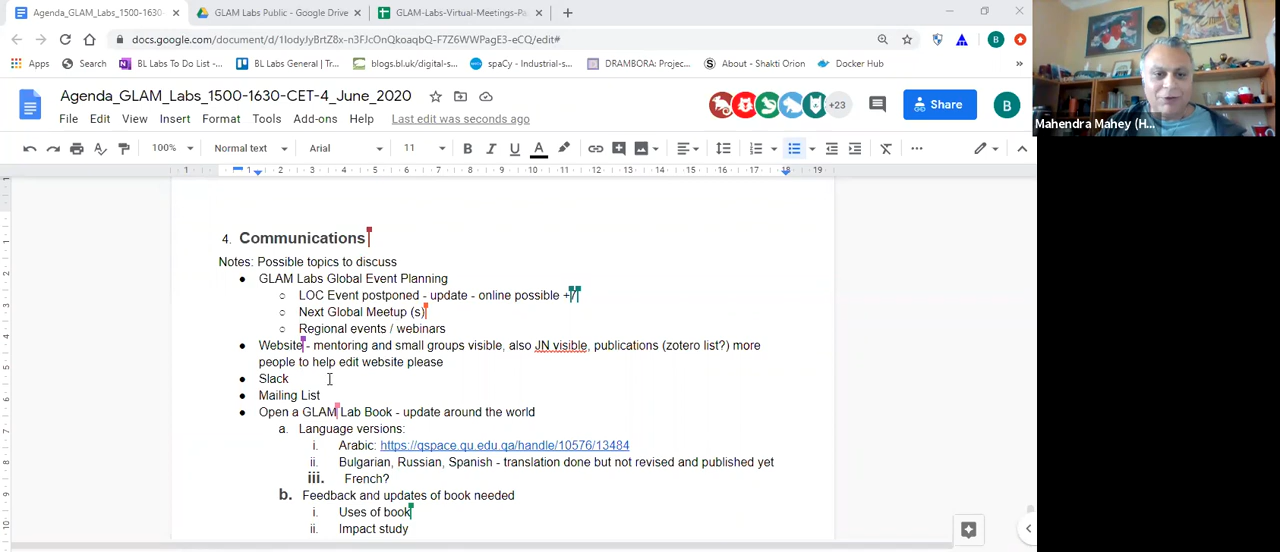 Agenda_GLAM_Labs_1500-1630-
GLAM Labs Public - Google Drive
GLAM-Labs-Virtual-Meetings-Pa
docs.google.com/document/d/
Apps Search BL Labs To Do List -... BL Labs General | Tr... blogs.bl.uk/digital-s... spaCy - Industrial-s... DRAMBORA: Projec... About - Shakti Orion Docker Hub »
Agenda_GLAM_Labs_1500-1630-CET-4_June_2020
File Edit View Insert Format Tools Add-ons Help Last edit was seconds ago
+23
Share
B
100% Normal text Arial 11 B I U A
4. Communications
Notes: Possible topics to discuss
● GLAM Labs Global Event Planning
○ LOC Event postponed - update - online possible +
○ Next Global Meetup (s)
○ Regional events / webinars
● Website - mentoring and small groups visible, also JN visible, publications (zotero list?) more
people to help edit website please
● Slack
● Mailing List
● Open a GLAM Lab Book - update around the world
a. Language versions:
i. Arabic: https://qspace.qu.edu.qa/handle/10576/13484
ii. Bulgarian, Russian, Spanish - translation done but not revised and published yet
iii. French?
b. Feedback and updates of book needed
i. Uses of book
ii. Impact study
Mahendra Mahey (H...